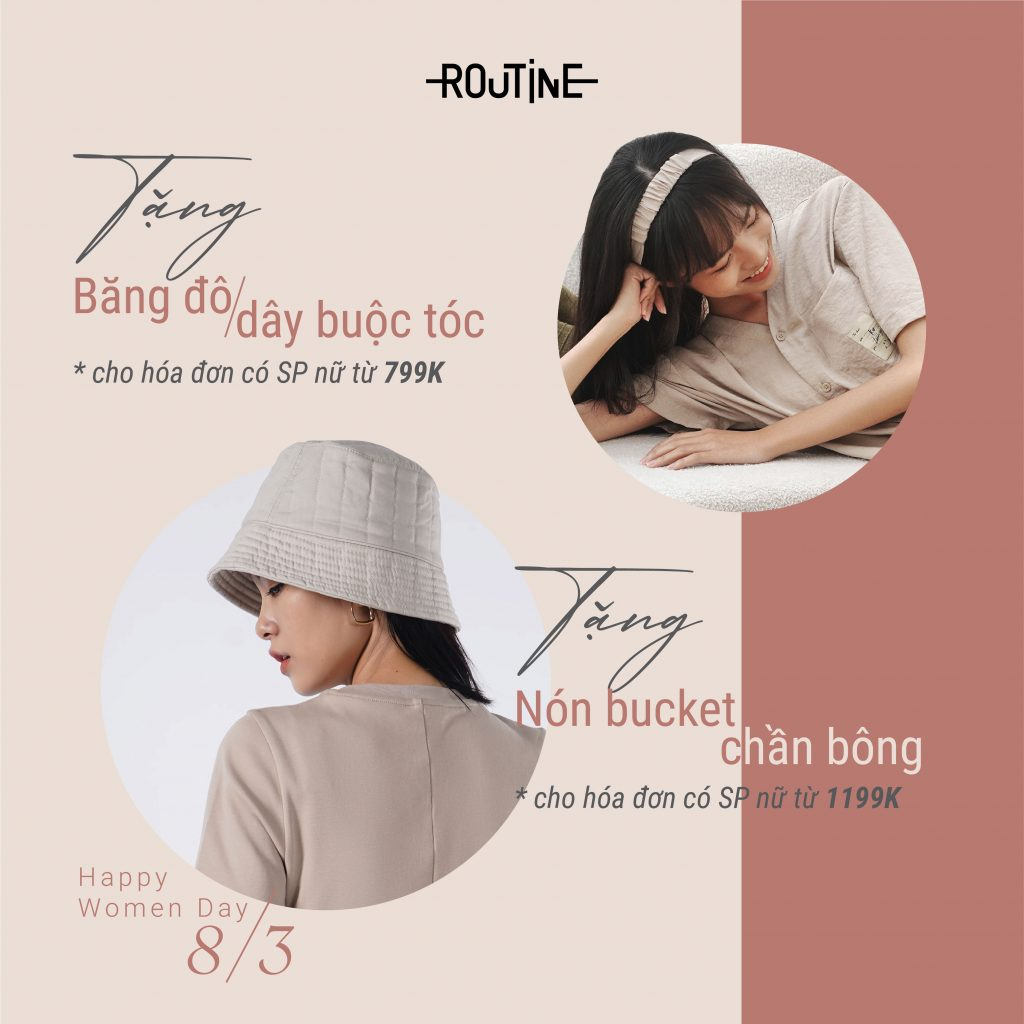 ROUTINE
Tặng
Băng đô/dây buộc tóc
* cho hóa đơn có SP nữ từ 799K
Tặng
Nón bucket
chần bông
* cho hóa đơn có SP nữ từ 1199K
Happy
Women Day
8/3